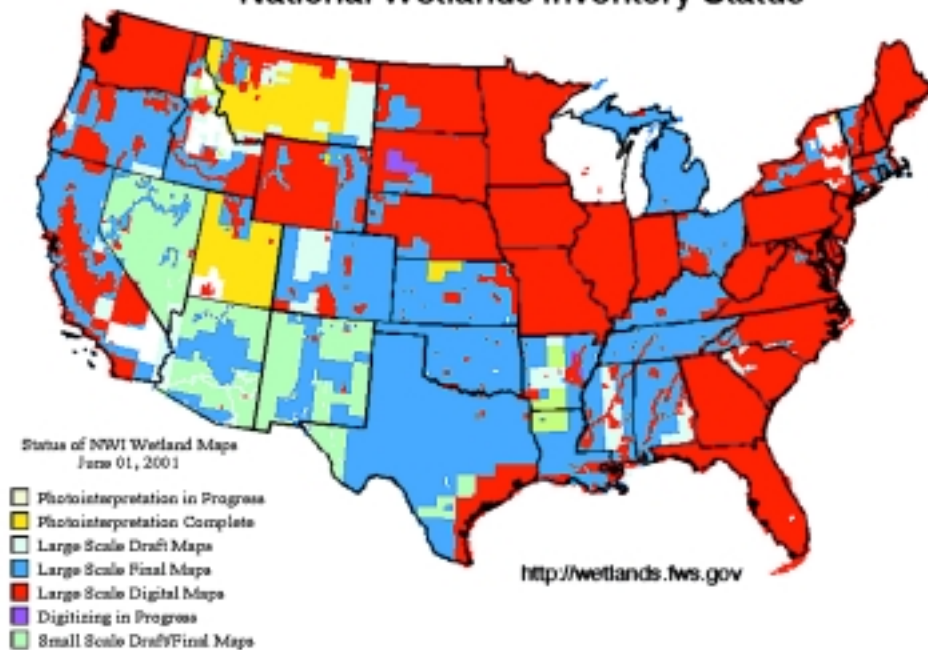 National Wetlands Inventory Status
Status of NWI Wetland Maps
June 01, 2001
Photointerpretation in Progress
Photointerpretation Complete
Large Scale Draft Maps
Large Scale Final Maps
Large Scale Digital Maps
Digitizing in Progress
Small Scale Draft/Final Maps
http://wetlands.fws.gov